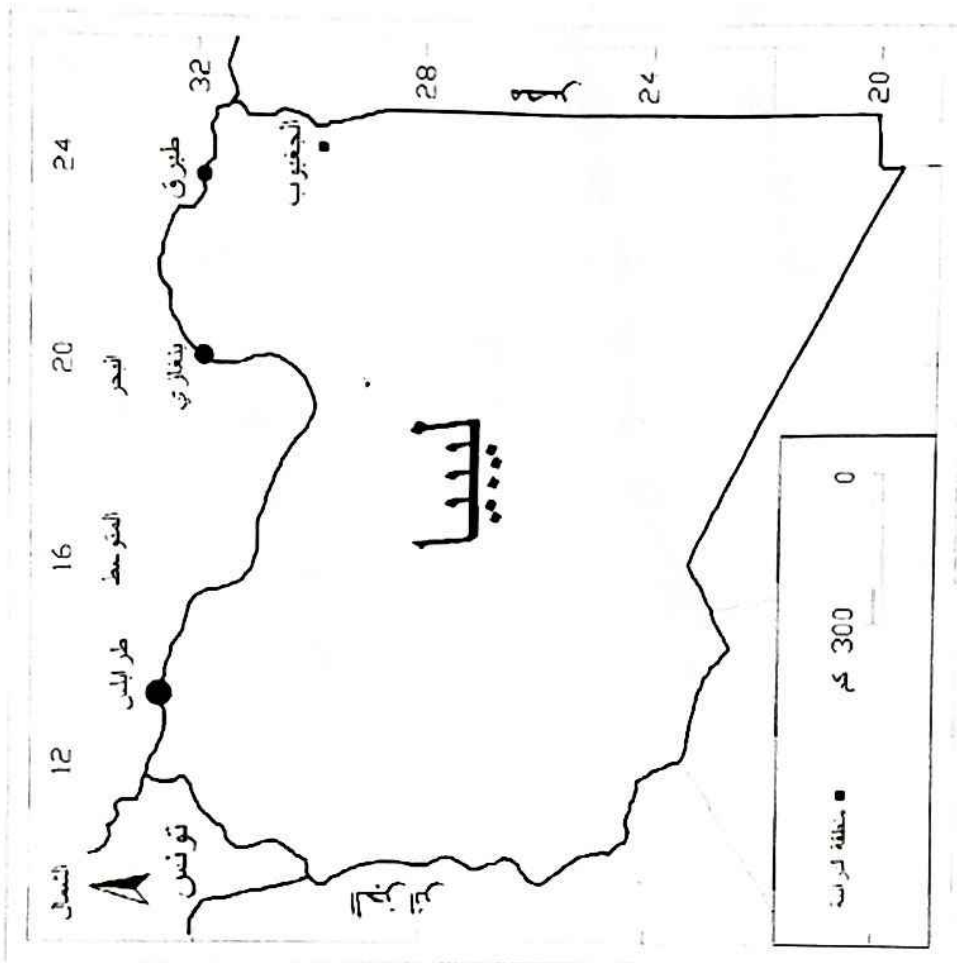 الشمال
12
16
20
24
32
28
24
20
تونس
طرابلس
البحر
المتوسط
بنغازي
طبرق
الجغبوب
ليبيا
مصر
الجزائر
منطقة الدراسة
300 كم
0